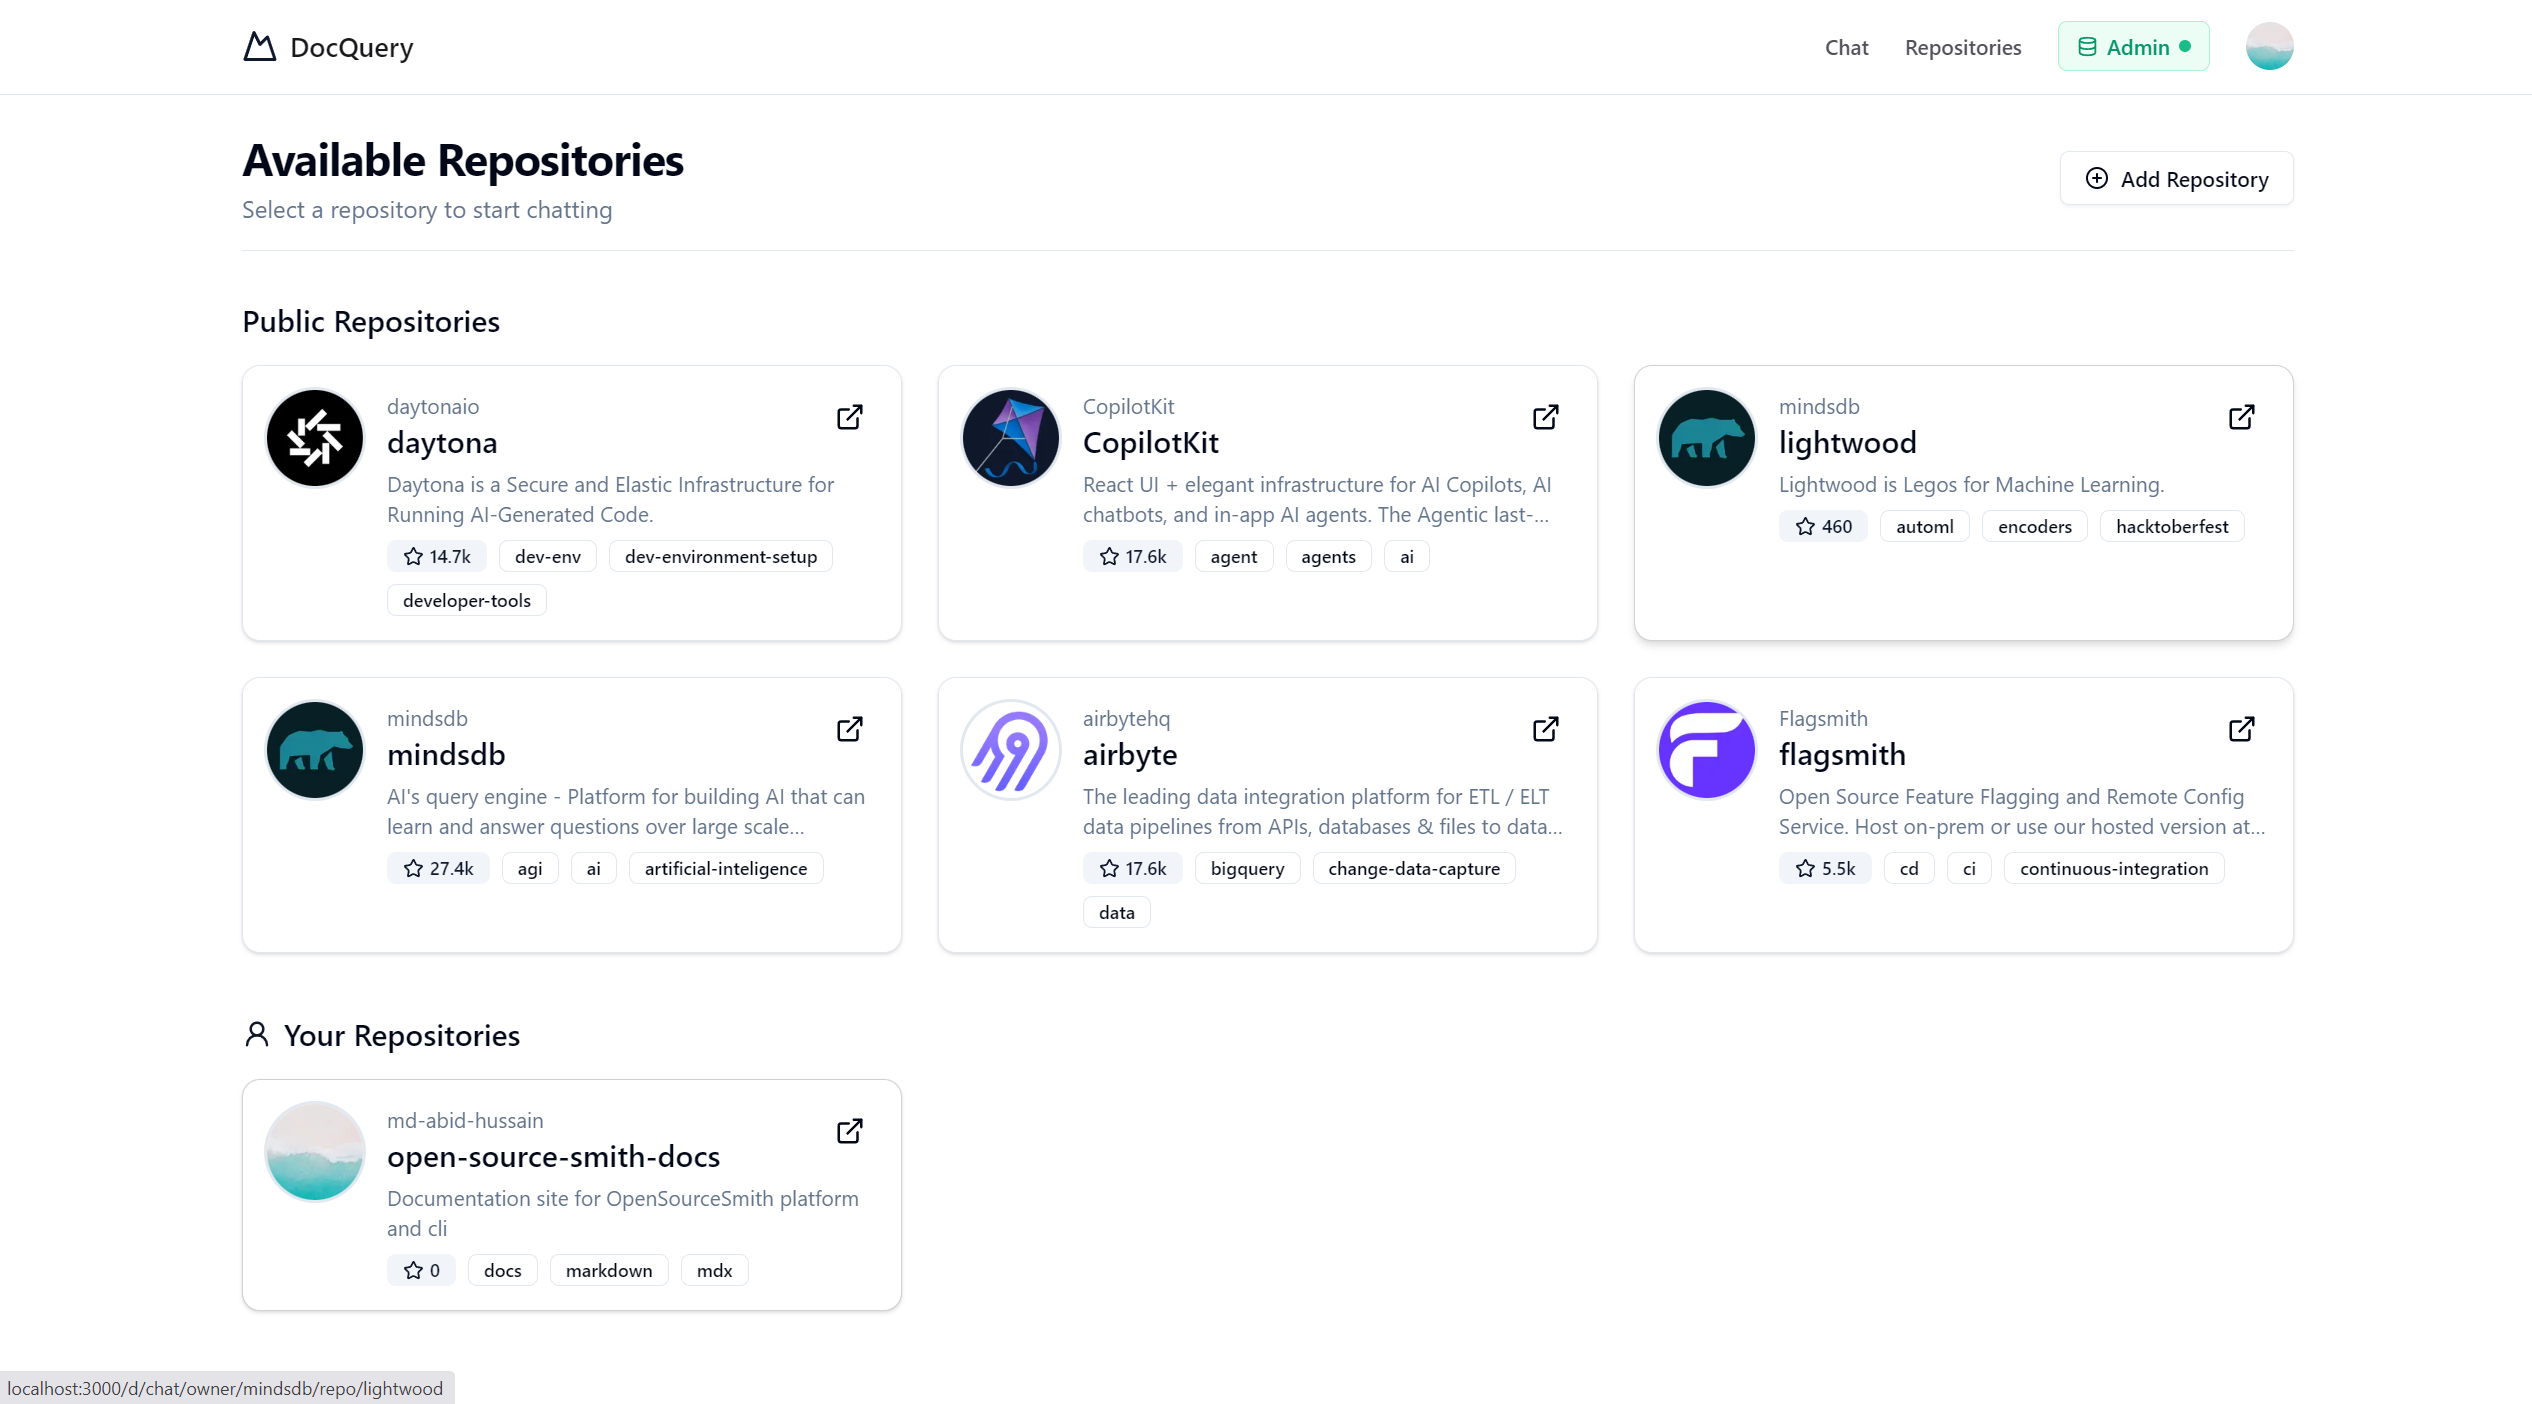 DocQuery
Chat
Repositories
Admin
Available Repositories
Select a repository to start chatting
Add Repository
Public Repositories
daytonaio
daytona
Daytona is a Secure and Elastic Infrastructure for
Running AI-Generated Code.
14.7k
dev-env
dev-environment-setup
developer-tools
CopilotKit
CopilotKit
React UI + elegant infrastructure for AI Copilots, AI
chatbots, and in-app AI agents. The Agentic last-...
17.6k
agent
agents
ai
mindsdb
lightwood
Lightwood is Legos for Machine Learning.
460
automl
encoders
hacktoberfest
mindsdb
mindsdb
AI's query engine - Platform for building AI that can
learn and answer questions over large scale...
27.4k
agi
ai
artificial-inteligence
airbytehq
airbyte
The leading data integration platform for ETL / ELT
data pipelines from APIs, databases & files to data...
17.6k
bigquery
change-data-capture
data
Flagsmith
flagsmith
Open Source Feature Flagging and Remote Config
Service. Host on-prem or use our hosted version at...
5.5k
cd
ci
continuous-integration
Your Repositories
md-abid-hussain
open-source-smith-docs
Documentation site for OpenSourceSmith platform
and cli
0
docs
markdown
mdx
localhost:3000/d/chat/owner/mindsdb/repo/lightwood